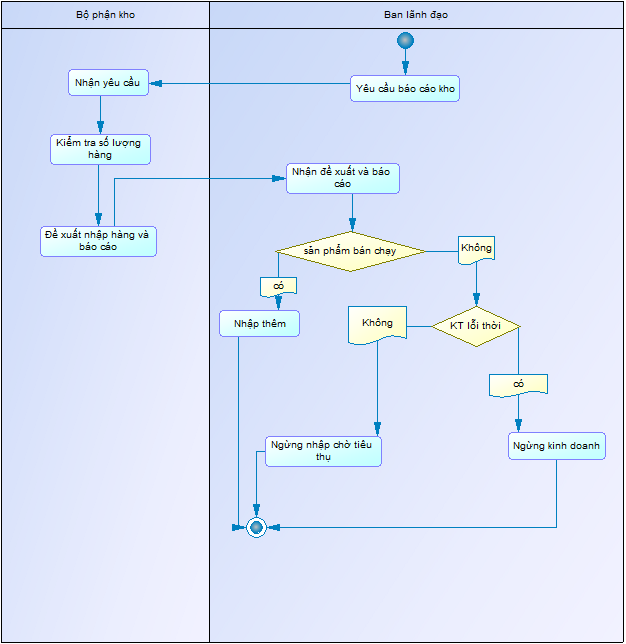 Bộ phận kho
Ban lãnh đạo
Nhận yêu cầu
Yêu cầu báo cáo kho
Kiểm tra số lượng
hàng
Nhận đề xuất và báo
cáo
Đề xuất nhập hàng và
báo cáo
sản phẩm bán chạy
Không
có
Nhập thêm
Không
KT lỗi thời
có
Ngừng nhập chờ tiêu
thụ
Ngừng kinh doanh